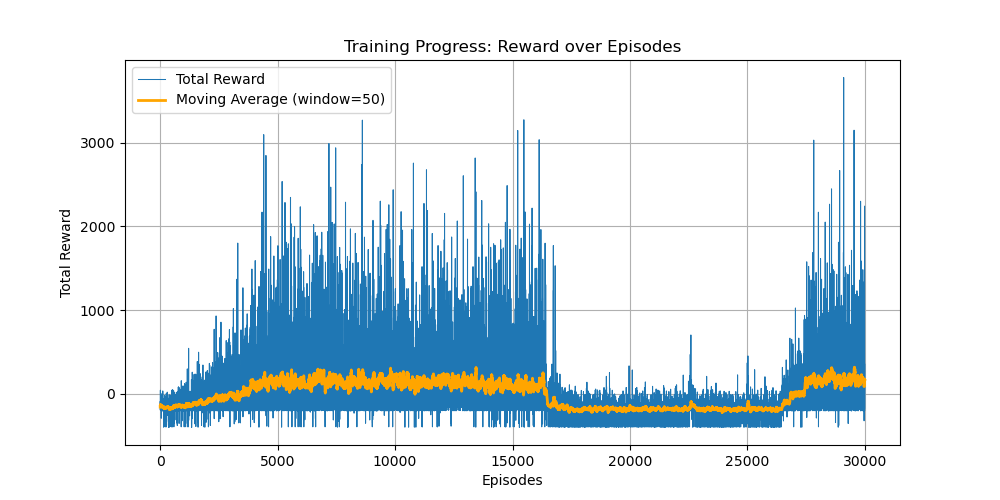 Training Progress: Reward over Episodes
Total Reward
Moving Average (window=50)
Total Reward
3000
2000
1000
0
0
5000
10000
15000
20000
25000
30000
Episodes